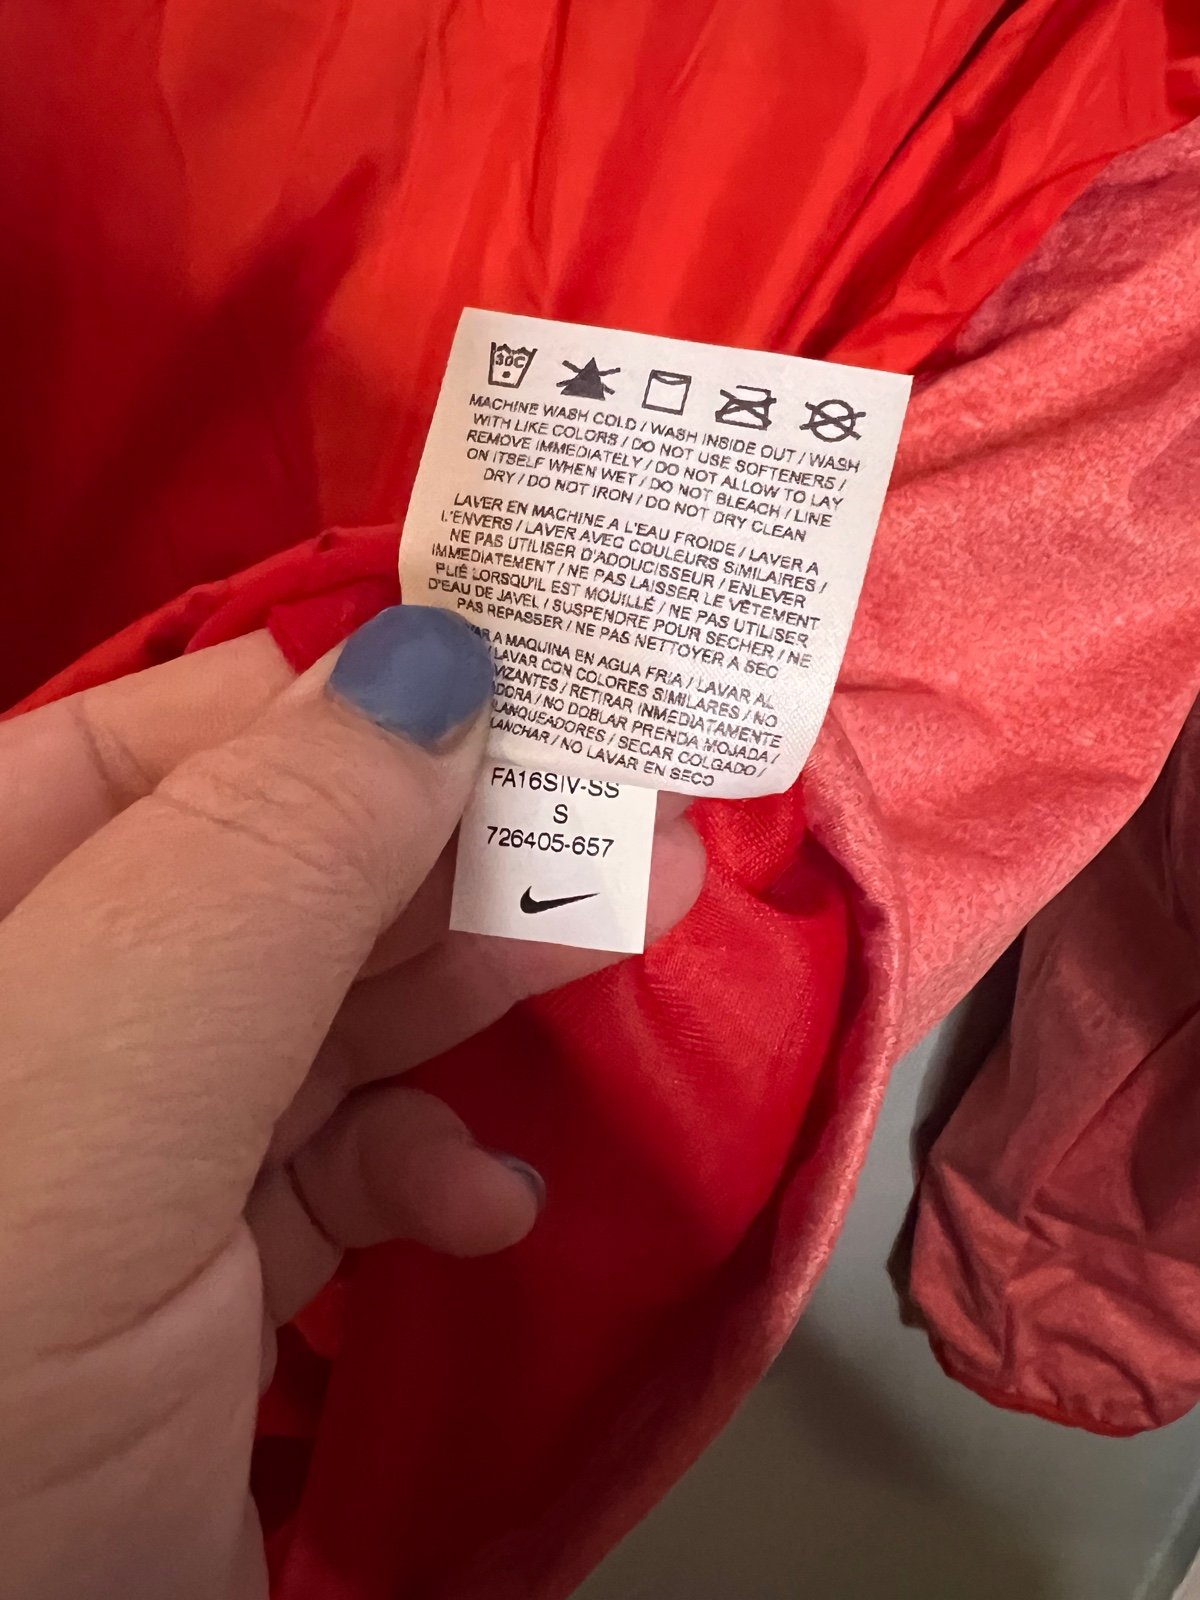 30C
MACHINE WASH COLD / WASH INSIDE OUT / WASH
WITH LIKE COLORS / DO NOT USE SOFTENERS /
REMOVE IMMEDIATELY / DO NOT ALLOW TO LAY
ON ITSELF WHEN WET / DO NOT BLEACH / LINE
DRY / DO NOT IRON / DO NOT DRY CLEAN
LAVER EN MACHINE A L'EAU FROIDE / LAVER A
L'ENVERS / LAVER AVEC COULEURS SIMILAIRES /
NE PAS UTILISER D'ADOUCISSEUR / ENLEVER
IMMEDIATEMENT / NE PAS LAISSER LE VÊTEMENT
PLIÉ LORSQU'IL EST MOUILLÉ / NE PAS UTILISER
D'EAU DE JAVEL / SUSPENDRE POUR SECHER / NE
PAS REPASSER / NE PAS NETTOYER A SEC
A MAQUINA EN AGUA FRIA / LAVAR AL
/ LAVAR CON COLORES SIMILARES / NO
/ RETIRAR INMEDIATAMENTE
/ NO DOBLAR PRENDA MOJADA /
/ SECAR COLGADO /
/ NO LAVAR EN SECO
FA16SIV-SS
S
726405-657